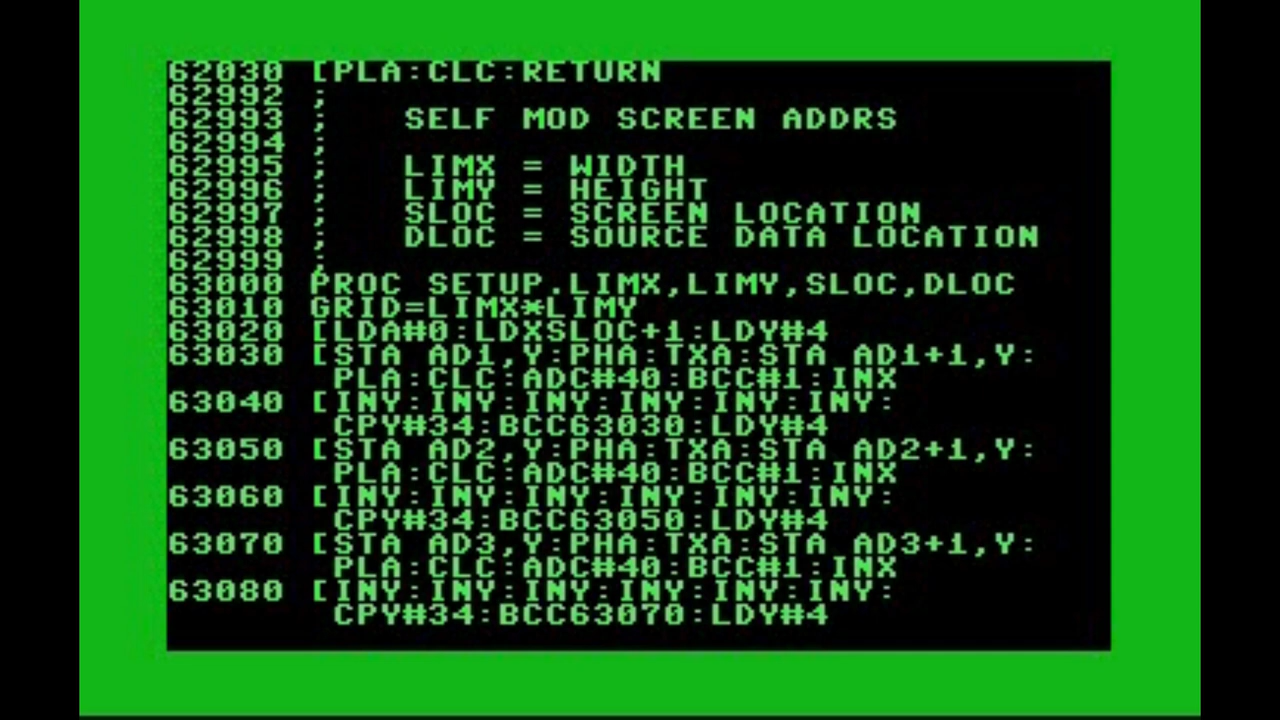 62030 [PLA:CLC:RETURN
62992 ;
62993 ;   SELF MOD SCREEN ADDRS
62994 ;
62995 ;   LIMX = WIDTH
62996 ;   LIMY = HEIGHT
62997 ;   SLOC = SCREEN LOCATION
62998 ;   DLOC = SOURCE DATA LOCATION
62999 ;
63000 PROC SETUP.LIMX,LIMY,SLOC,DLOC
63010 GRID=LIMX*LIMY
63020 [LDA#0:LDXSLOC+1:LDY#4
63030 [STA AD1,Y:PHA:TXA:STA AD1+1,Y:
       PLA:CLC:ADC#40:BCC#1:INX
63040 [INY:INY:INY:INY:INY:INY:
       CPY#34:BCC63030:LDY#4
63050 [STA AD2,Y:PHA:TXA:STA AD2+1,Y:
       PLA:CLC:ADC#40:BCC#1:INX
63060 [INY:INY:INY:INY:INY:INY:
       CPY#34:BCC63050:LDY#4
63070 [STA AD3,Y:PHA:TXA:STA AD3+1,Y:
       PLA:CLC:ADC#40:BCC#1:INX
63080 [INY:INY:INY:INY:INY:INY:
       CPY#34:BCC63070:LDY#4